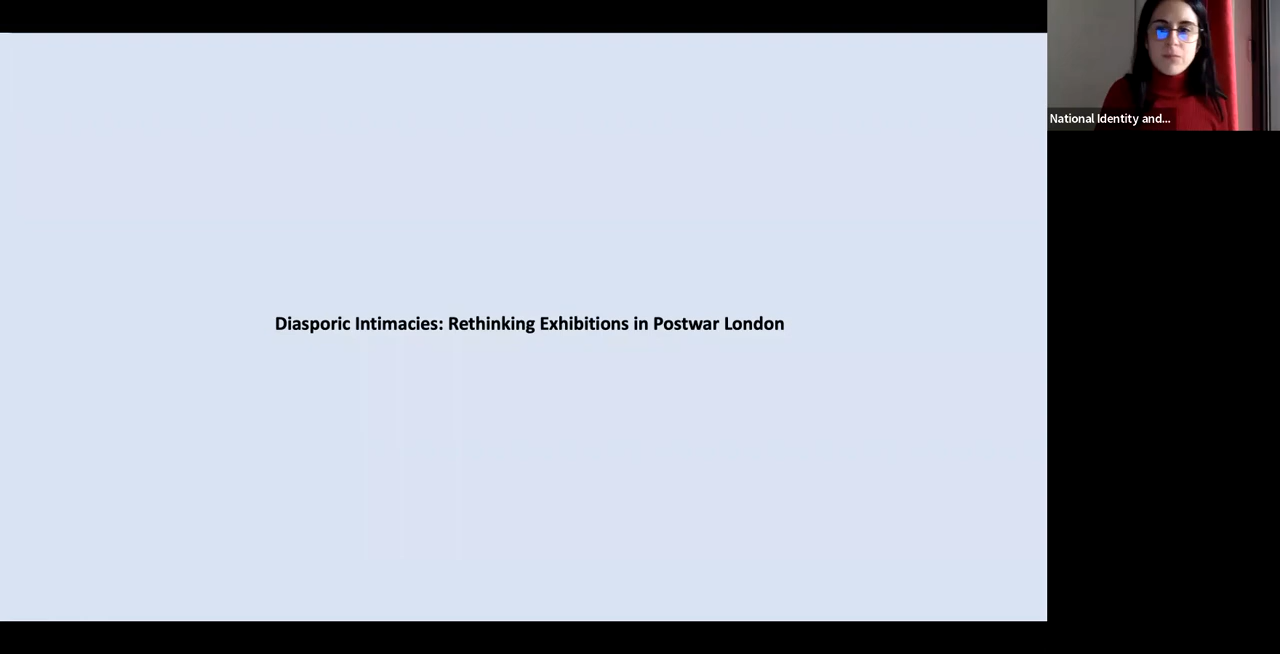 Diasporic Intimacies: Rethinking Exhibitions in Postwar London
National Identity and...